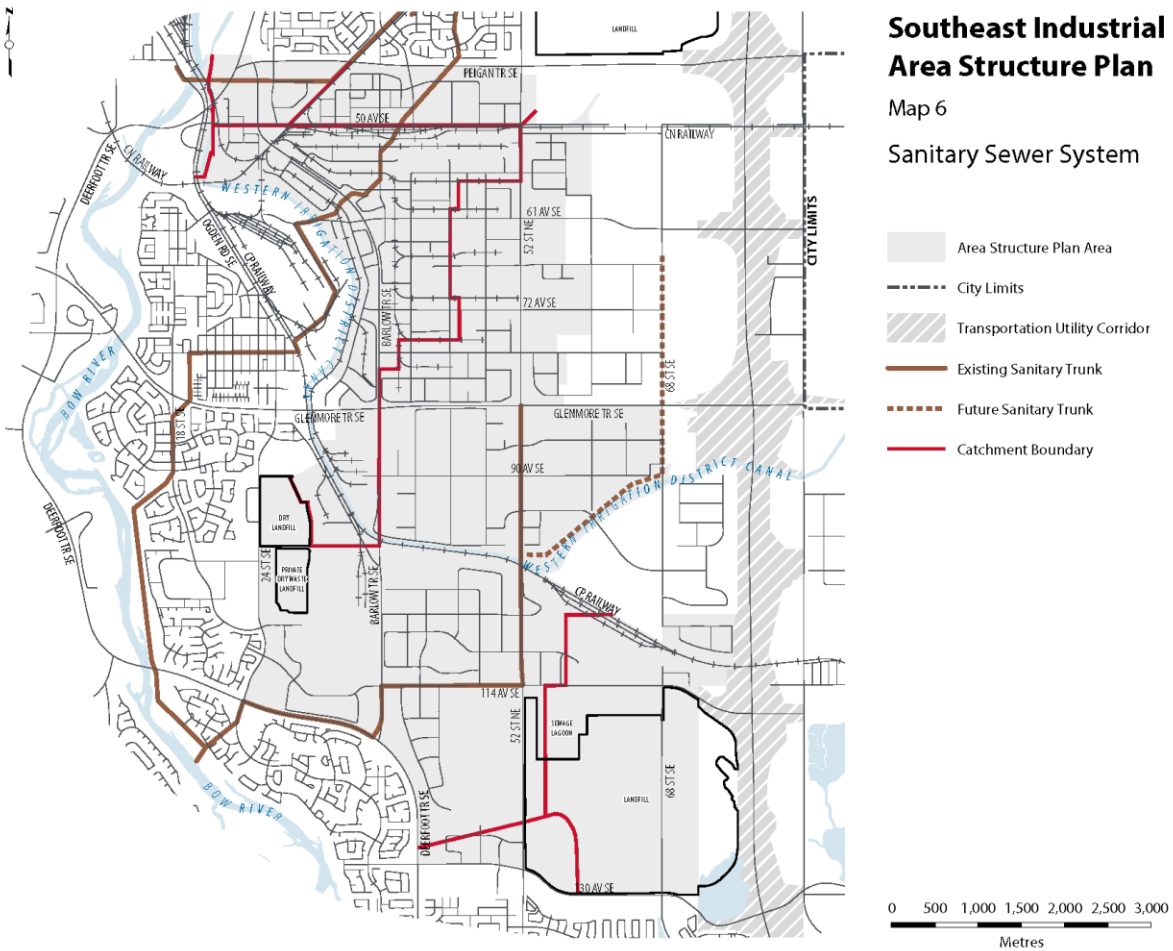 Southeast Industrial
Area Structure Plan
Map 6
Sanitary Sewer System
Area Structure Plan Area
City Limits
Transportation Utility Corridor
Existing Sanitary Trunk
Future Sanitary Trunk
Catchment Boundary
0 500 1,000 1,500 2,000 2,500 3,000
Metres
N
LANDFILL
PEIGAN TR SE
50 AV SE
CN RAILWAY
CN RAILWAY
DEERFOOT TR SE
WESTERN IRRIGATION DISTRICT CANAL
OGDEN RD SE
CP RAILWAY
61 AV SE
52 ST NE
CITY LIMITS
72 AV SE
BARLOW TR SE
68 ST SE
BOW RIVER
18 ST SE
GLENMORE TR SE
GLENMORE TR SE
90 AV SE
WESTERN IRRIGATION DISTRICT CANAL
DEERFOOT TR SE
DRY
LANDFILL
24 ST SE
PRIVATE
DRY WASTE
LANDFILL
BARLOW TR SE
CP RAILWAY
114 AV SE
52 ST NE
SEWAGE
LAGOON
LANDFILL
68 ST SE
BOW RIVER
DEERFOOT TR SE
130 AV SE